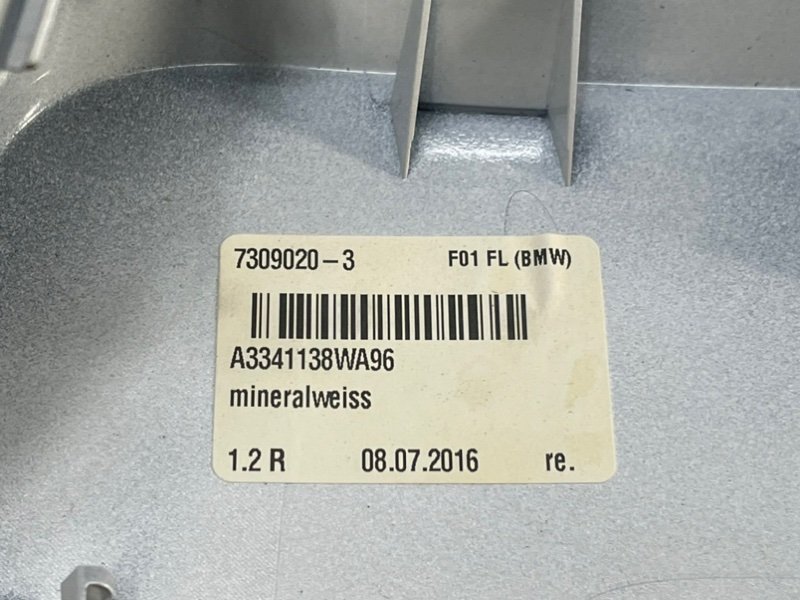 7309020-3 F01 FL (BMW)
A3341138WA96
mineralweiss
1.2 R 08.07.2016 re.